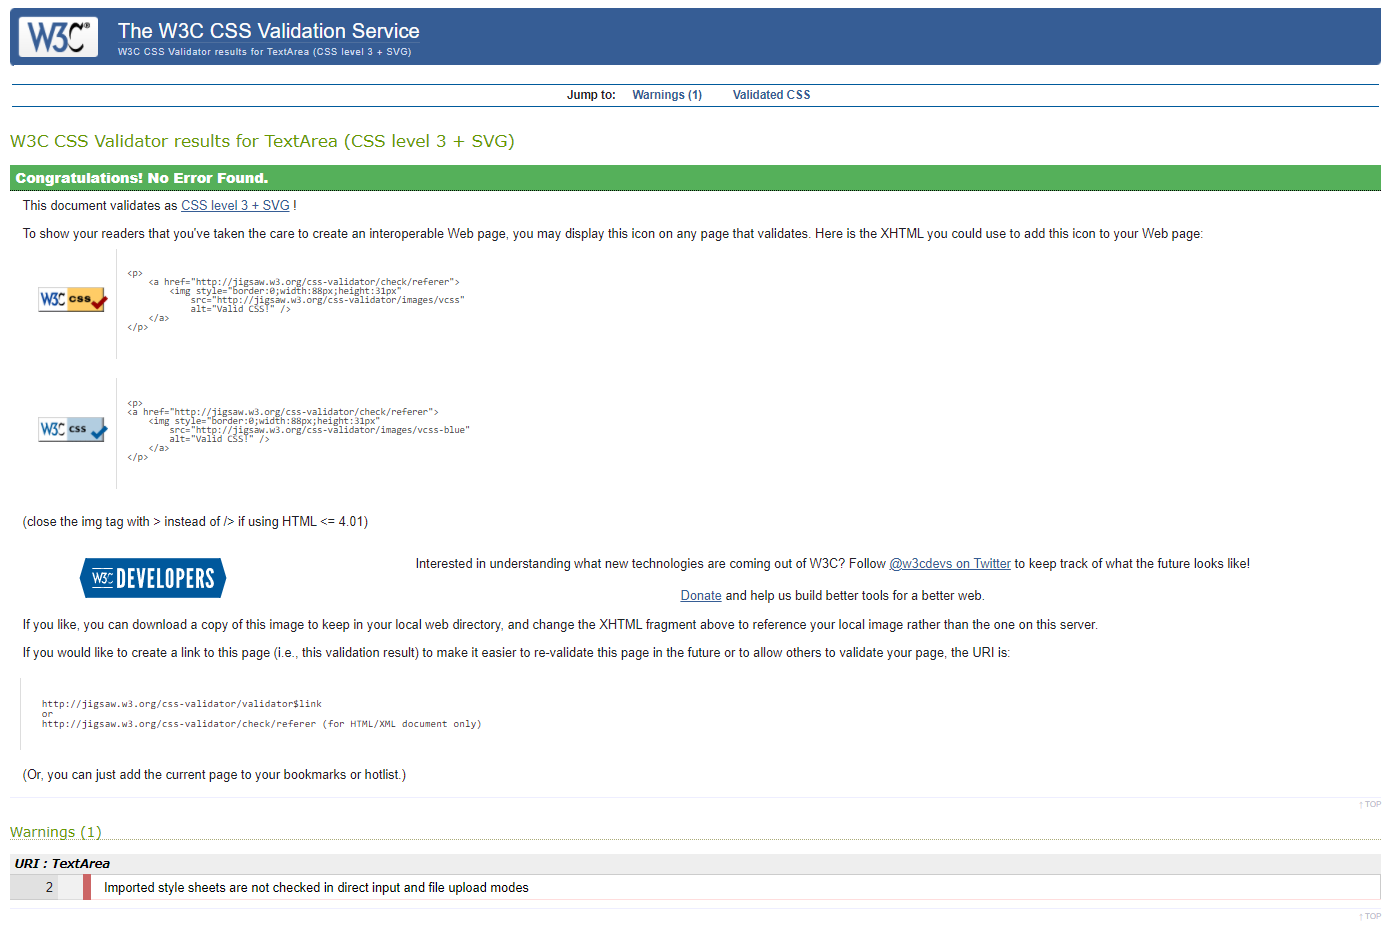 W3C®
The W3C CSS Validation Service
W3C CSS Validator results for TextArea (CSS level 3 + SVG)
Jump to: Warnings (1) Validated CSS
W3C CSS Validator results for TextArea (CSS level 3 + SVG)
Congratulations! No Error Found.
This document validates as CSS level 3 + SVG !
To show your readers that you've taken the care to create an interoperable Web page, you may display this icon on any page that validates. Here is the XHTML you could use to add this icon to your Web page:
W3C css
<p>
<a href="http://jigsaw.w3.org/css-validator/check/referer">
<img style="border:0;width:88px;height:31px"
src="http://jigsaw.w3.org/css-validator/images/vcss"
alt="Valid CSS!" />
</a>
</p>
W3C css
<p>
<a href="http://jigsaw.w3.org/css-validator/check/referer">
<img style="border:0;width:88px;height:31px"
src="http://jigsaw.w3.org/css-validator/images/vcss-blue"
alt="Valid CSS!" />
</a>
</p>
(close the img tag with > instead of /> if using HTML <= 4.01)
W3C DEVELOPERS
Interested in understanding what new technologies are coming out of W3C? Follow @w3cdevs on Twitter to keep track of what the future looks like!
Donate and help us build better tools for a better web.
If you like, you can download a copy of this image to keep in your local web directory, and change the XHTML fragment above to reference your local image rather than the one on this server.
If you would like to create a link to this page (i.e., this validation result) to make it easier to re-validate this page in the future or to allow others to validate your page, the URI is:
http://jigsaw.w3.org/css-validator/validator$link
or
http://jigsaw.w3.org/css-validator/check/referer (for HTML/XML document only)
(Or, you can just add the current page to your bookmarks or hotlist.)
↑ TOP
Warnings (1)
URI : TextArea
2 Imported style sheets are not checked in direct input and file upload modes
↑ TOP